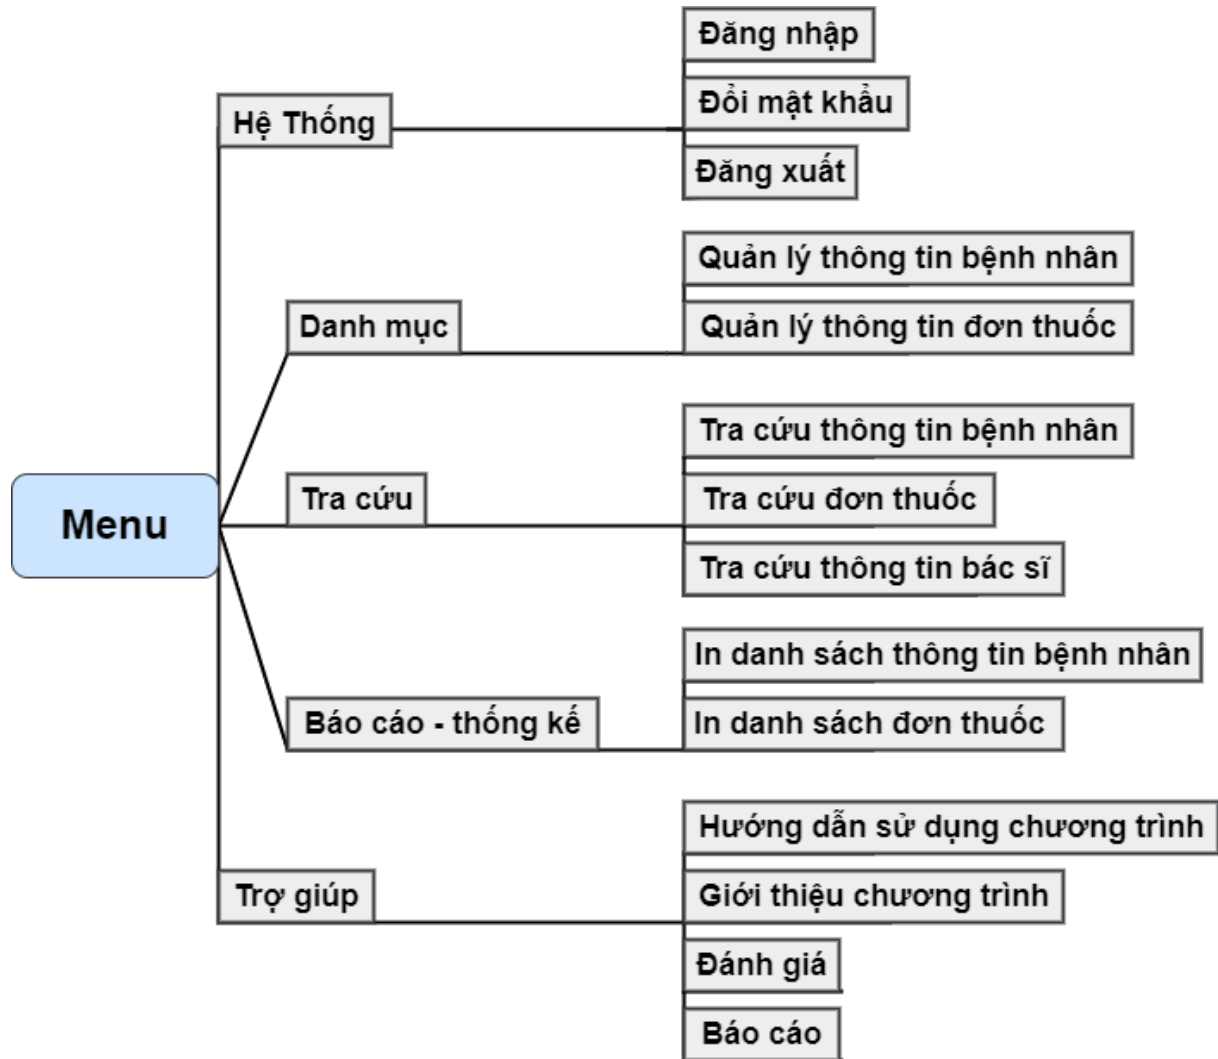 Menu
Hệ Thống
Đăng nhập
Đổi mật khẩu
Đăng xuất
Danh mục
Quản lý thông tin bệnh nhân
Quản lý thông tin đơn thuốc
Tra cứu
Tra cứu thông tin bệnh nhân
Tra cứu đơn thuốc
Tra cứu thông tin bác sĩ
Báo cáo - thống kế
In danh sách thông tin bệnh nhân
In danh sách đơn thuốc
Trợ giúp
Hướng dẫn sử dụng chương trình
Giới thiệu chương trình
Đánh giá
Báo cáo